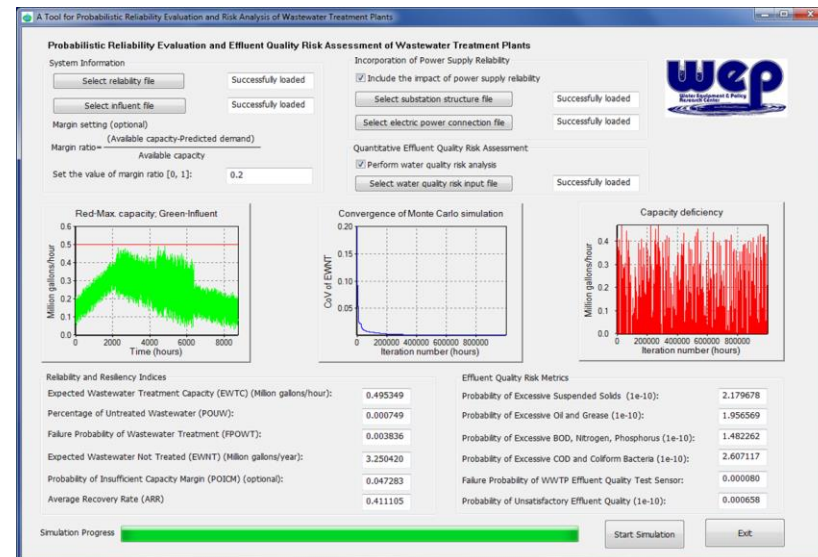 A Tool for Probabilistic Reliability Evaluation and Risk Analysis of Wastewater Treatment Plants
Probabilistic Reliability Evaluation and Effluent Quality Risk Assessment of Wastewater Treatment Plants
System Information
Select reliability file Successfully loaded
Select influent file Successfully loaded
Margin setting (optional)
(Available capacity-Predicted demand)
Margin ratio=
Available capacity
Set the value of margin ratio [0, 1]: 0.2
Incorporation of Power Supply Reliability
Include the impact of power supply reliability
Select substation structure file Successfully loaded
Select electric power connection file Successfully loaded
Quantitative Effluent Quality Risk Assessment
Perform water quality risk analysis
Select water quality risk input file Successfully loaded
wep
Water Equipment & Policy
Research Center
Red-Max. capacity; Green-Influent
Million gallons/hour
0.6
0.5
0.4
0.3
0.2
0.1
0.0
0 2000 4000 6000 8000
Time (hours)
Convergence of Monte Carlo simulation
CoV of EWNT
0.20
0.15
0.10
0.05
0 200000 400000 600000 800000
Iteration number (hours)
Capacity deficiency
Million gallons/hour
0.4
0.3
0.2
0.1
0.0
0 200000 400000 600000 800000
Iteration number (hours)
Reliability and Resiliency Indices
Expected Wastewater Treatment Capacity (EWTC) (Million gallons/hour): 0.495349
Percentage of Untreated Wastewater (POUW): 0.000749
Failure Probability of Wastewater Treatment (FPOWT): 0.003836
Expected Wastewater Not Treated (EWNT) (Million gallons/year): 3.250420
Probability of Insufficient Capacity Margin (POICM) (optional): 0.047283
Average Recovery Rate (ARR) 0.411105
Effluent Quality Risk Metrics
Probability of Excessive Suspended Solids (1e-10): 2.179678
Probability of Excessive Oil and Grease (1e-10): 1.956569
Probability of Excessive BOD, Nitrogen, Phosphorus (1e-10): 1.482262
Probability of Excessive COD and Coliform Bacteria (1e-10): 2.607117
Failure Probability of WWTP Effluent Quality Test Sensor: 0.000080
Probability of Unsatisfactory Effluent Quality (1e-10): 0.000658
Simulation Progress
Start Simulation
Exit